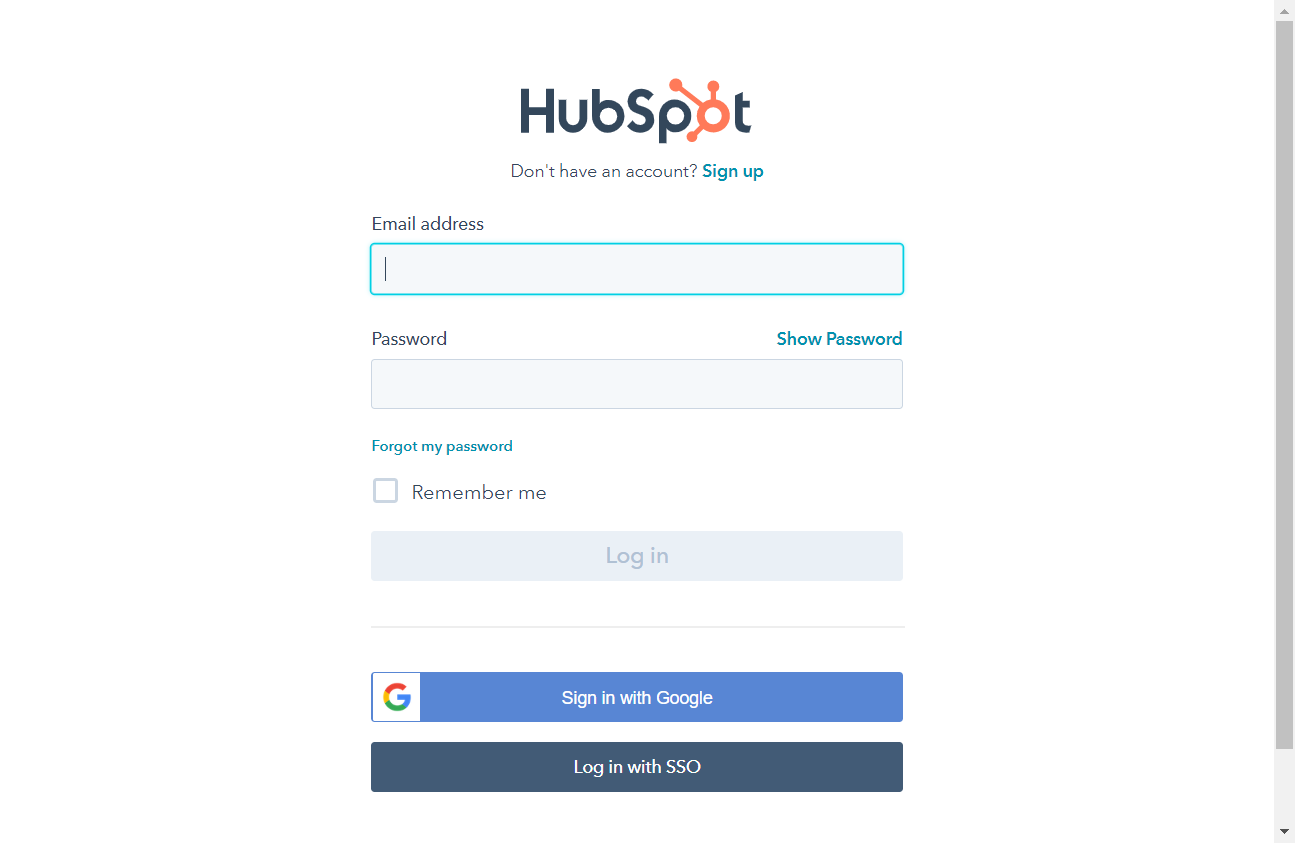 HubSpot
Don't have an account? Sign up
Email address
Password Show Password
Forgot my password
Remember me
Log in
Sign in with Google
Log in with SSO